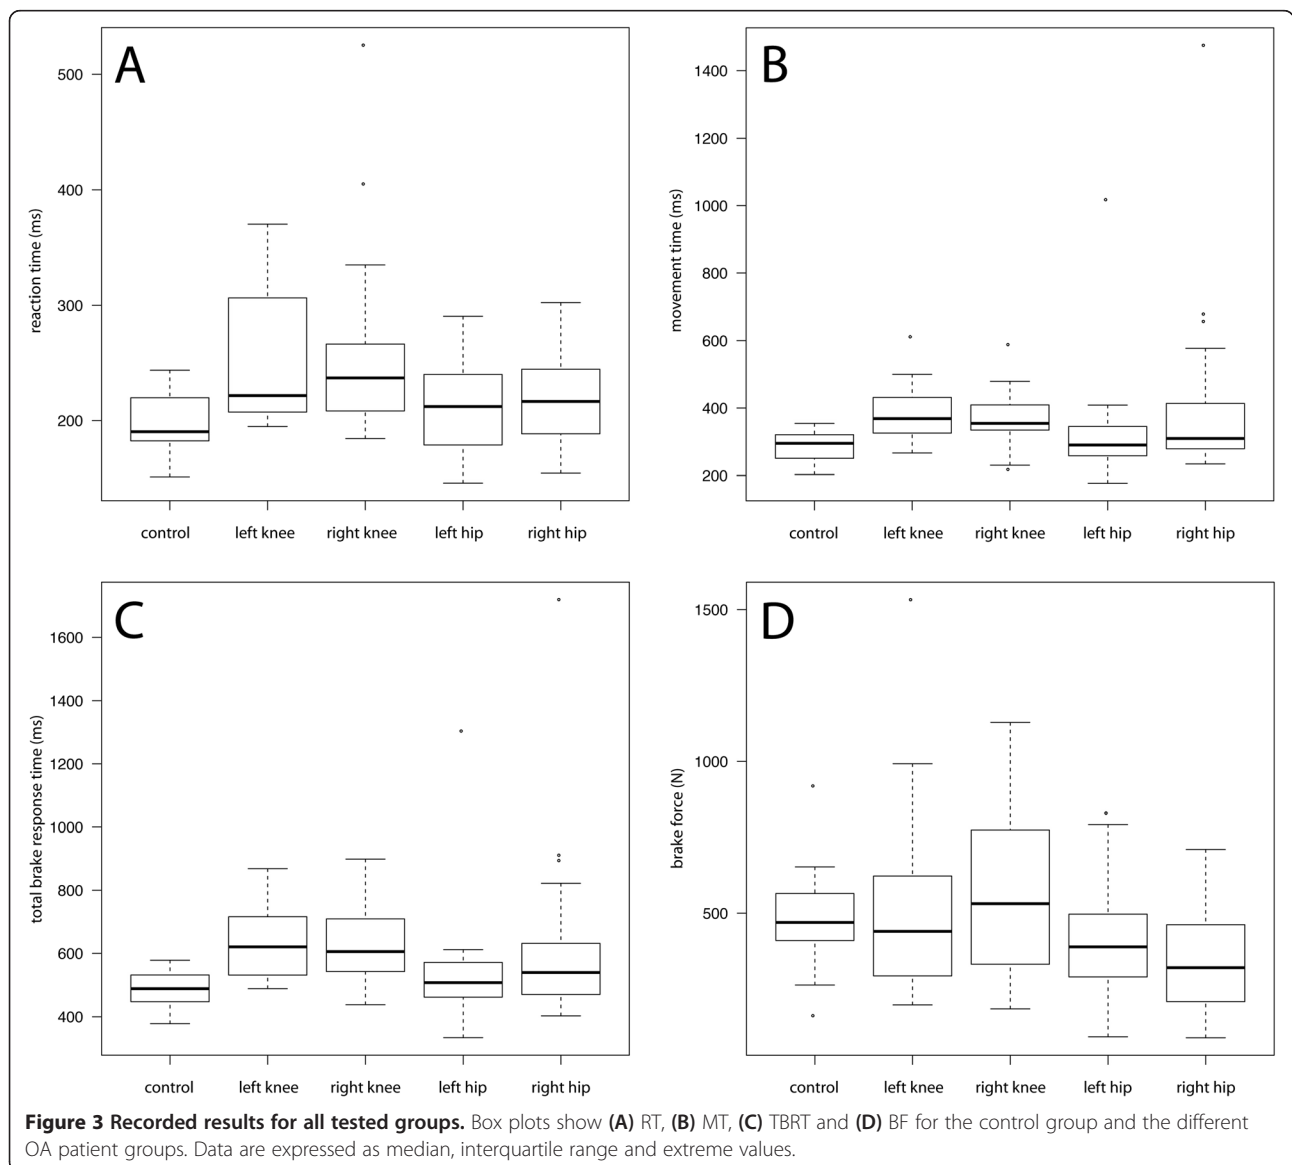 A
500
400
300
200
reaction time (ms)
control left knee right knee left hip right hip
B
1400
1200
1000
800
600
400
200
movement time (ms)
control left knee right knee left hip right hip
C
1600
1400
1200
1000
800
600
400
total brake response time (ms)
control left knee right knee left hip right hip
D
1500
1000
500
brake force (N)
control left knee right knee left hip right hip
Figure 3 Recorded results for all tested groups. Box plots show (A) RT, (B) MT, (C) TBRT and (D) BF for the control group and the different
OA patient groups. Data are expressed as median, interquartile range and extreme values.